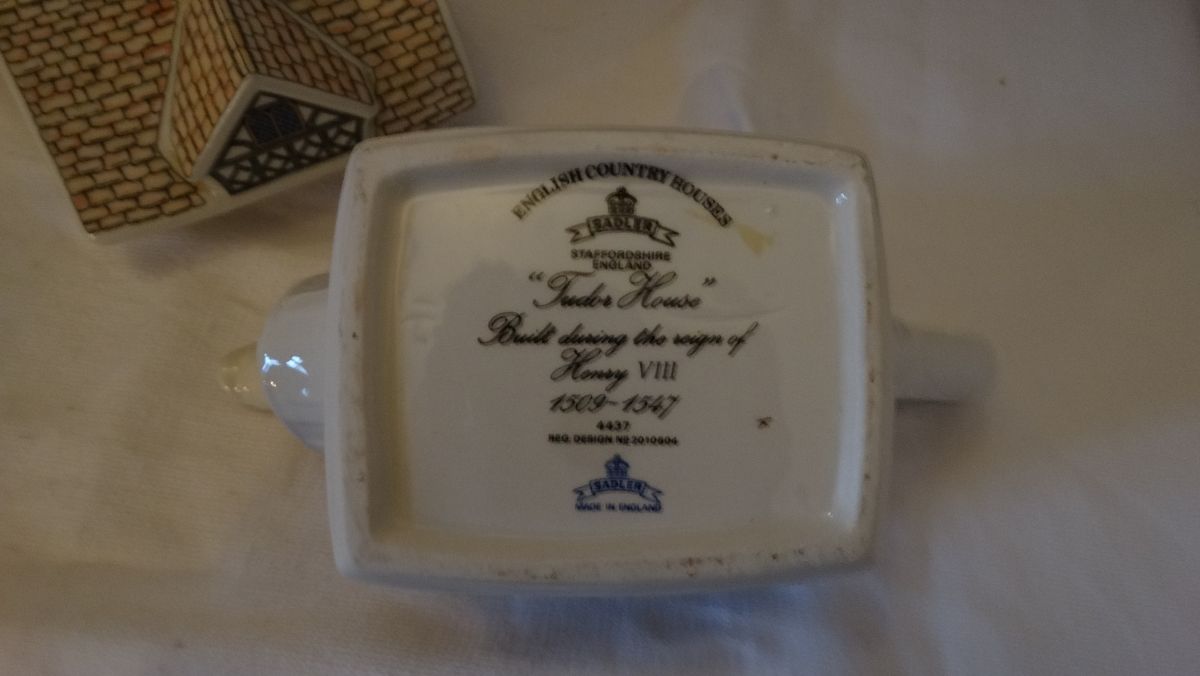 ENGLISH COUNTRY HOUSES
SADLER
STAFFORDSHIRE
ENGLAND
"Tudor House"
Built during the reign of
Henry VIII
1509-1547
4437
REG. DESIGN NO 2010604
SADLER
MADE IN ENGLAND